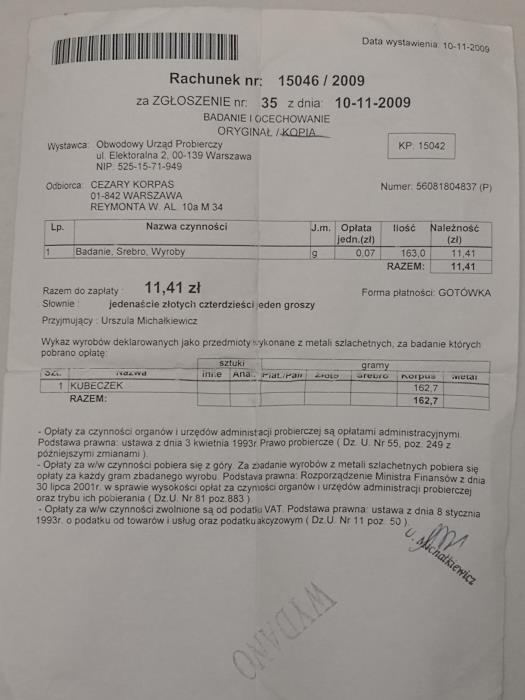 Data wystawienia: 10-11-2009
Rachunek nr: 15046 / 2009
za ZGŁOSZENIE nr: 35 z dnia: 10-11-2009
BADANIE I OCECHOWANIE
ORYGINAŁ / KOPIA
Wystawca: Obwodowy Urząd Probierczy
ul. Elektoralna 2, 00-139 Warszawa
NIP: 525-15-71-949
KP: 15042
Odbiorca: CEZARY KORPAS
01-842 WARSZAWA
REYMONTA W. AL. 10a M 34
Numer: 56081804837 (P)
Lp. Nazwa czynności J.m. Opłata jedn.(zł) Ilość Należność (zł)
1 Badanie, Srebro, Wyroby g 0,07 163,0 11,41
RAZEM: 11,41
Razem do zapłaty : 11,41 zł
Forma płatności: GOTÓWKA
Słownie : jedenaście złotych czterdzieści jeden groszy
Przyjmujący : Urszula Michałkiewicz
Wykaz wyrobów deklarowanych jako przedmioty wykonane z metali szlachetnych, za badanie których
pobrano opłatę:
sztuki gramy
Nazwa Inne Ana. Plat./Pall Złoto Srebro Korpus Metal
1 KUBECZEK 162,7
RAZEM: 162,7
- Opłaty za czynności organów i urzędów administacji probierczej są opłatami administracyjnymi.
Podstawa prawna: ustawa z dnia 3 kwietnia 1993r Prawo probiercze ( Dz. U. Nr 55, poz. 249 z
późniejszymi zmianami ).
- Opłaty za w/w czynności pobiera się z góry. Za zbadanie wyrobów z metali szlachetnych pobiera się
opłaty za każdy gram zbadanego wyrobu. Podstawa prawna: Rozporządzenie Ministra Finansów z dnia
30 lipca 2001r. w sprawie wysokości opłat za czynności organów i urzędów administracji probierczej
oraz trybu ich pobierania ( Dz.U. Nr 81 poz.883 ).
- Opłaty za w/w czynności zwolnione są od podatku VAT. Podstawa prawna: ustawa z dnia 8 stycznia
1993r. o podatku od towarów i usług oraz podatku akcyzowym ( Dz.U. Nr 11 poz. 50 ).
U. Michałkiewicz
WYDANO